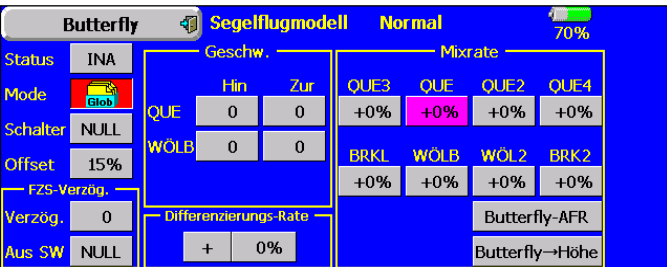 Butterfly Segelflugmodell Normal 70%
Status INA
Mode Glob
Schalter NULL
Offset 15%
FZS-Verzög.
Verzög. 0
Aus SW NULL
Geschw.
Hin Zur
QUE 0 0
WÖLB 0 0
Differenzierungs-Rate
+ 0%
Mixrate
QUE3 QUE QUE2 QUE4
+0% +0% +0% +0%
BRKL WÖLB WÖL2 BRK2
+0% +0% +0% +0%
Butterfly-AFR
Butterfly→Höhe